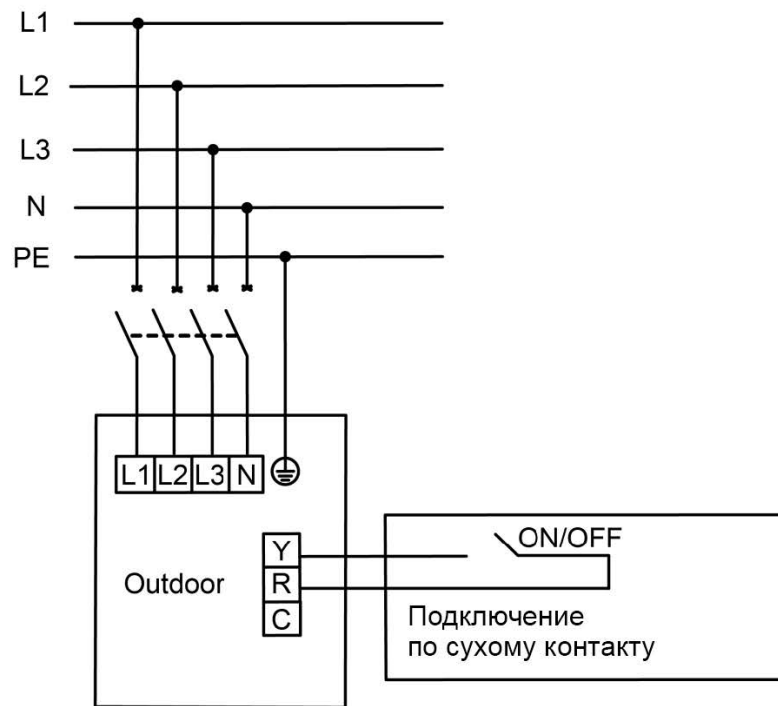 L1
L2
L3
N
PE
L1 L2 L3 N
Y
ON/OFF
Outdoor
R
C
Подключение
по сухому контакту